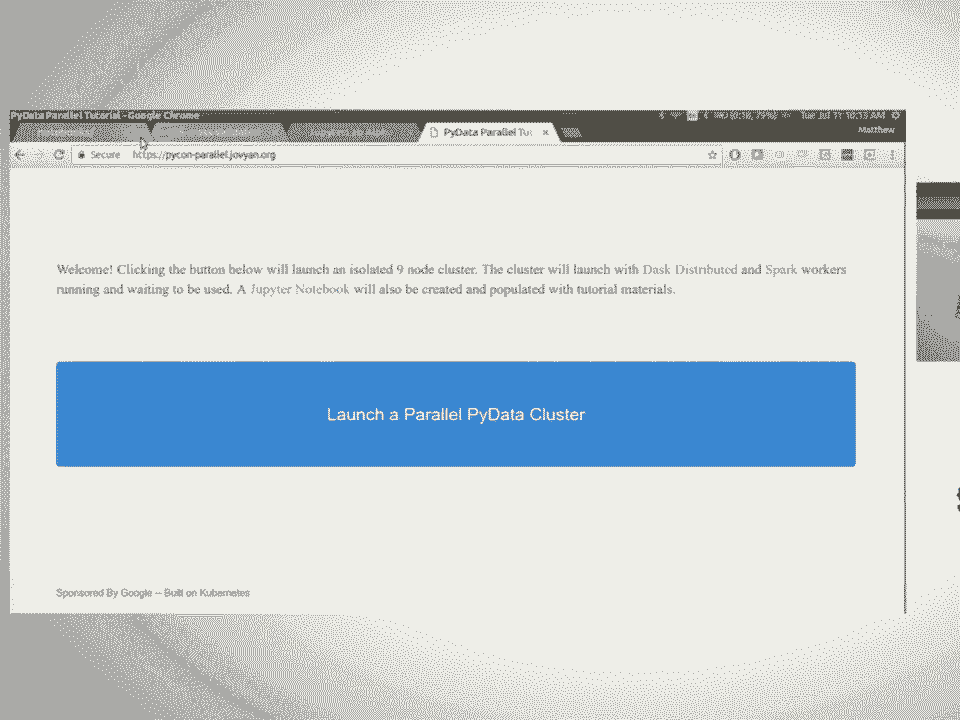 PyData Parallel Tutorial - Google Chrome
Tue Jul 11 10:13 AM
PyData Parallel Tu
Matthew
Secure https://pycon-parallel.jovyan.org
Welcome! Clicking the button below will launch an isolated 9 node cluster. The cluster will launch with Dask Distributed and Spark workers
running and waiting to be used. A Jupyter Notebook will also be created and populated with tutorial materials.
Launch a Parallel PyData Cluster
Sponsored By Google -- Built on Kubernetes